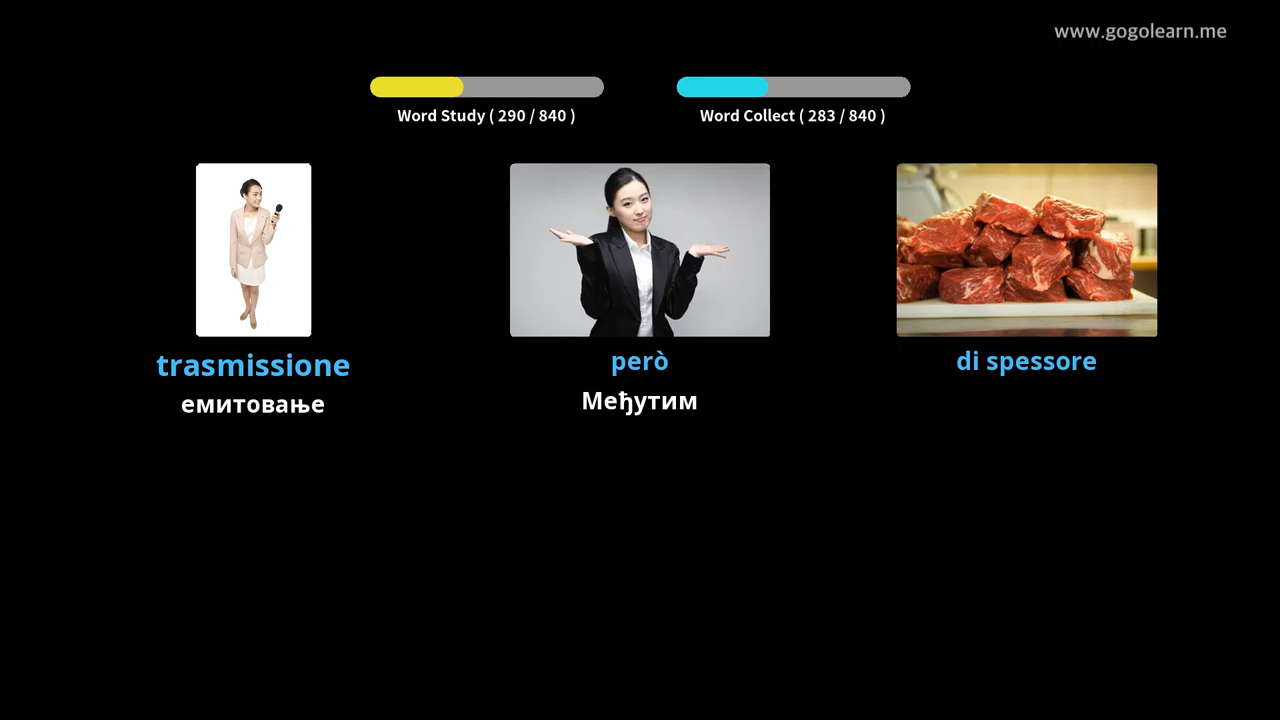 www.gogolearn.me
Word Study ( 290 / 840 )
Word Collect ( 283 / 840 )
trasmissione
però
di spessore
емитовање
Међутим